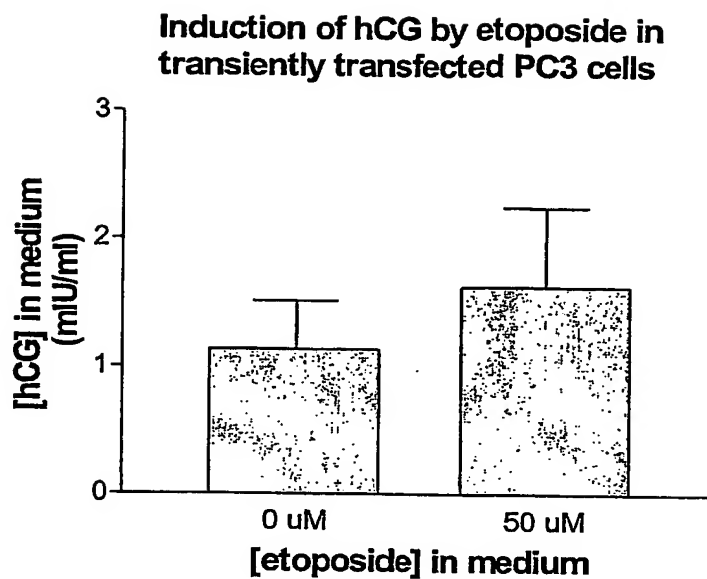 Induction of hCG by etoposide in
transiently transfected PC3 cells
3
2
1
0
[hCG] in medium
(mIU/ml)
0 uM
50 uM
[etoposide] in medium